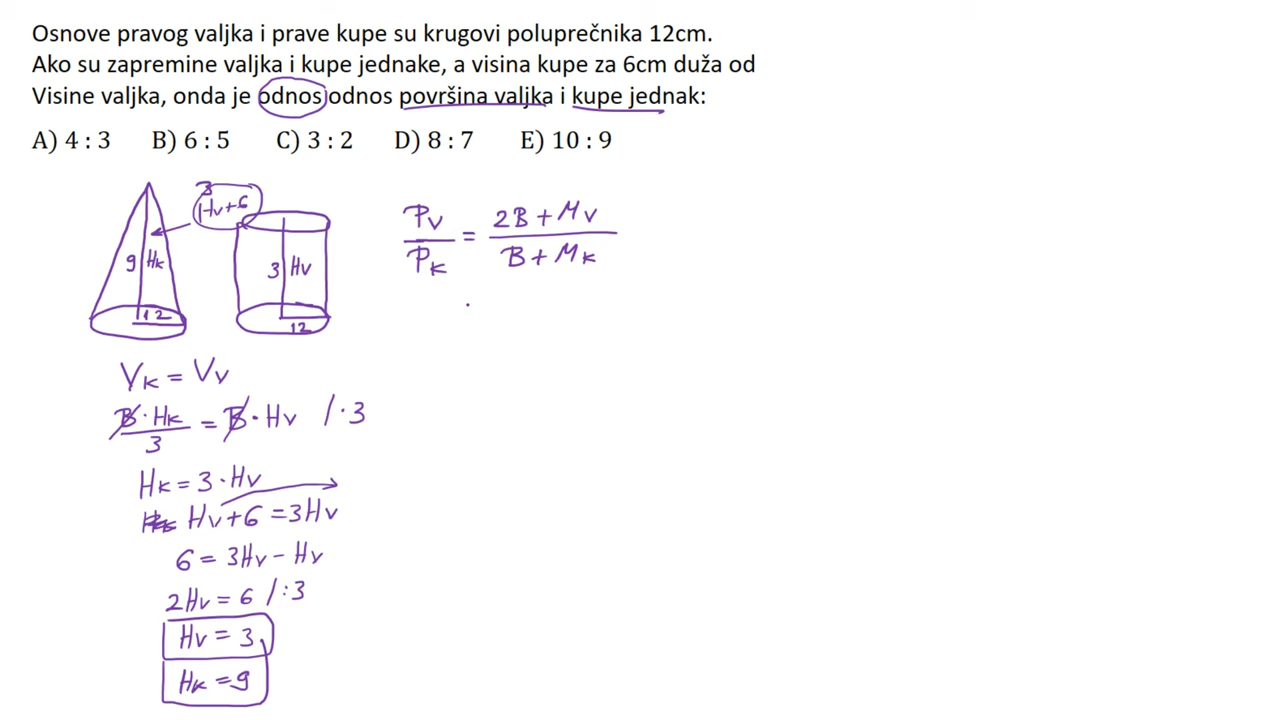 Osnove pravog valjka i prave kupe su krugovi poluprečnika 12cm.
Ako su zapremine valjka i kupe jednake, a visina kupe za 6cm duža od
Visine valjka, onda je odnos odnos površina valjka i kupe jednak:
A) 4 : 3 B) 6 : 5 C) 3 : 2 D) 8 : 7 E) 10 : 9
3
Hv+6
9 Hk
12
3 Hv
12
Pv/Pk = (2B + Mv)/(B + Mk)
Vk = Vv
B · Hk / 3 = B · Hv / · 3
Hk = 3 · Hv
Hv + 6 = 3Hv
6 = 3Hv − Hv
2Hv = 6 / : 3
Hv = 3
Hk = 9